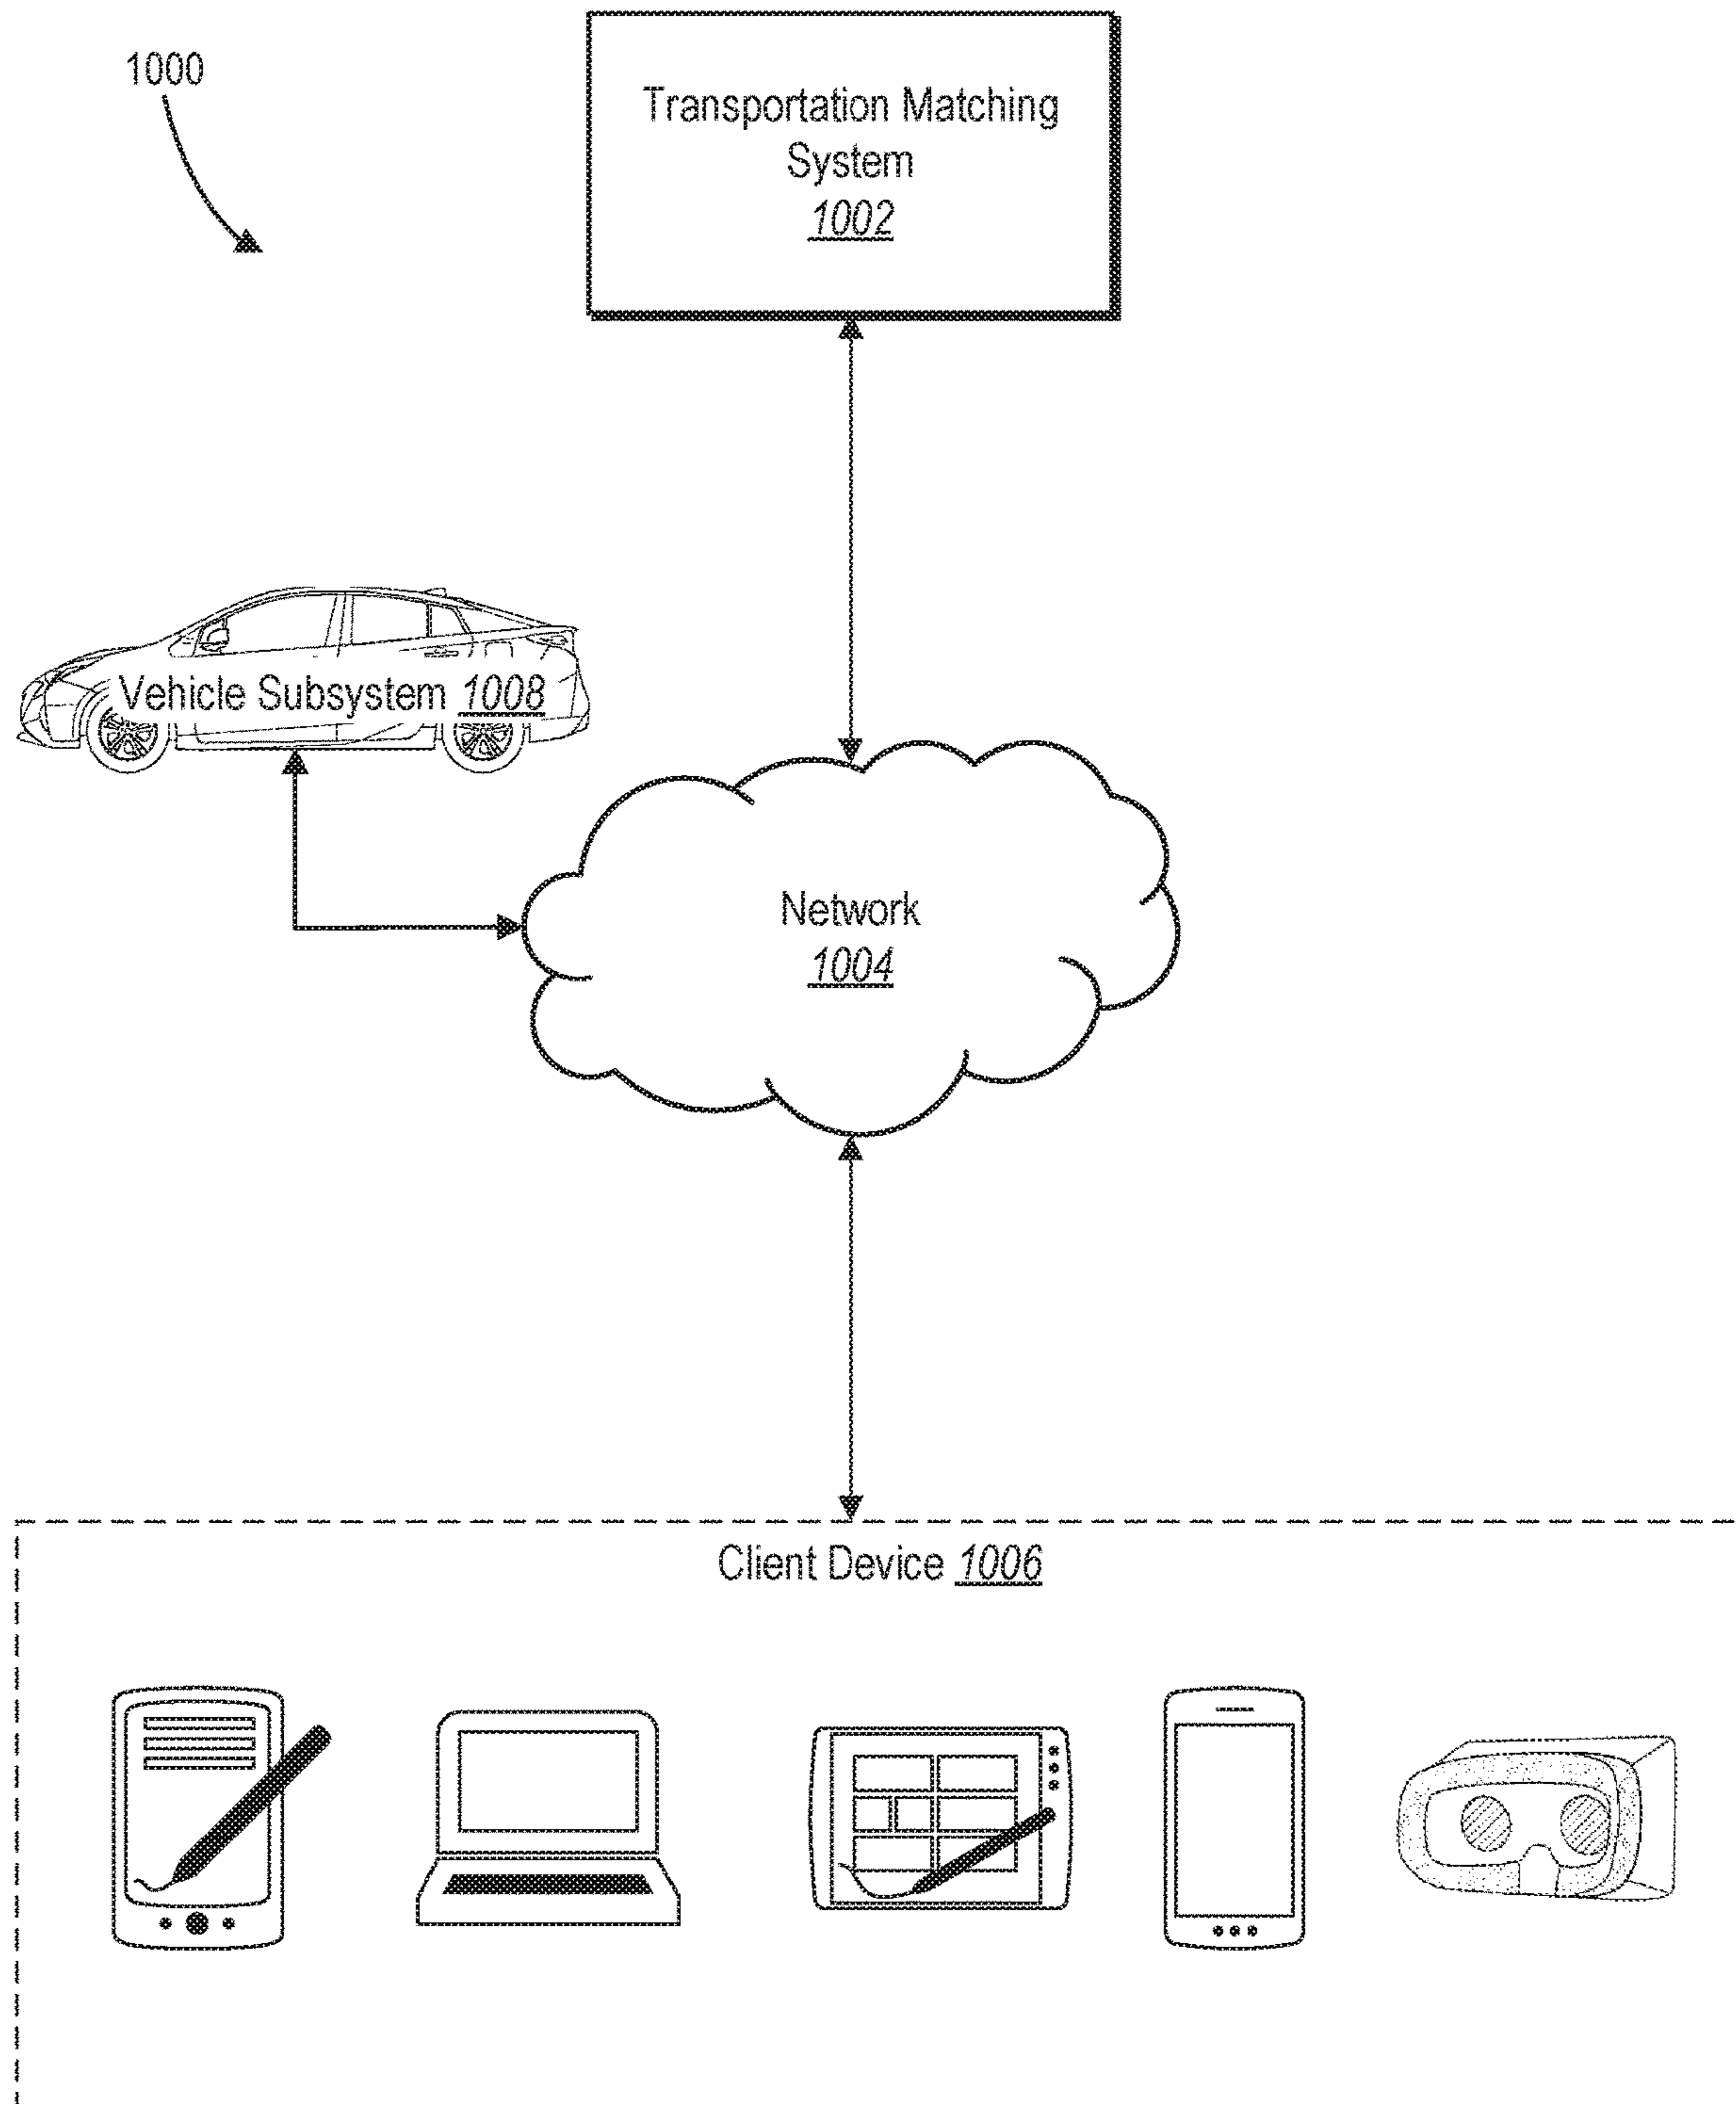 1000
Transportation Matching
System
1002
Vehicle Subsystem 1008
Network
1004
Client Device 1006